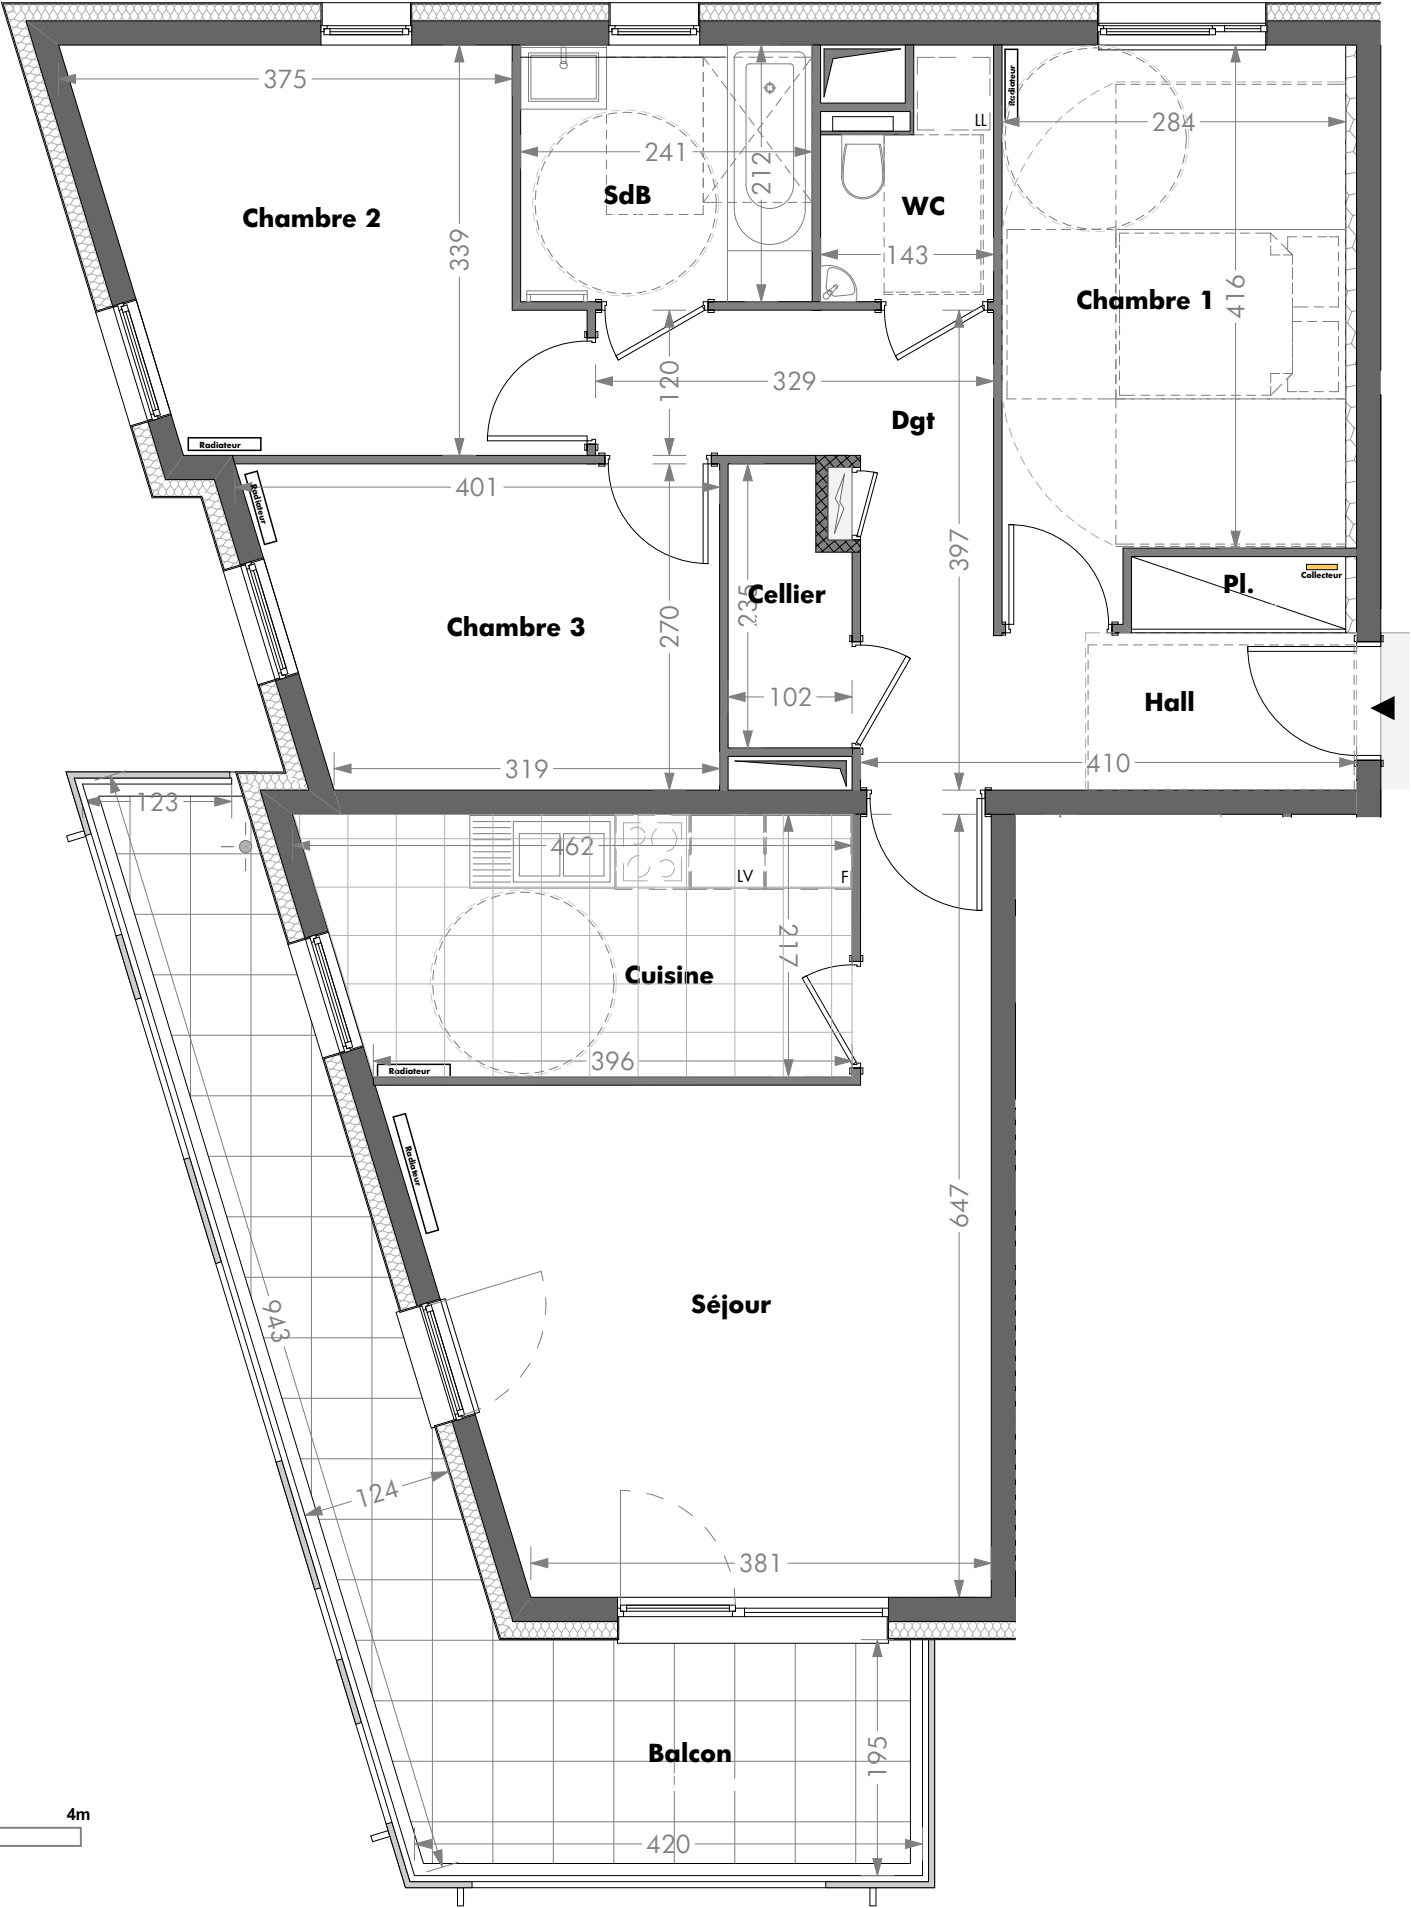 375
339
Chambre 2
241
212
SdB
LL
WC
143
Radiateur
284
416
Chambre 1
120
329
Dgt
Radiateur
401
Radiateur
397
270
235
Cellier
Chambre 3
Pl.
Collecteur
102
Hall
319
410
123
462
LV
F
217
Cuisine
396
Radiateur
Radiateur
647
943
Séjour
124
381
Balcon
195
420
4m